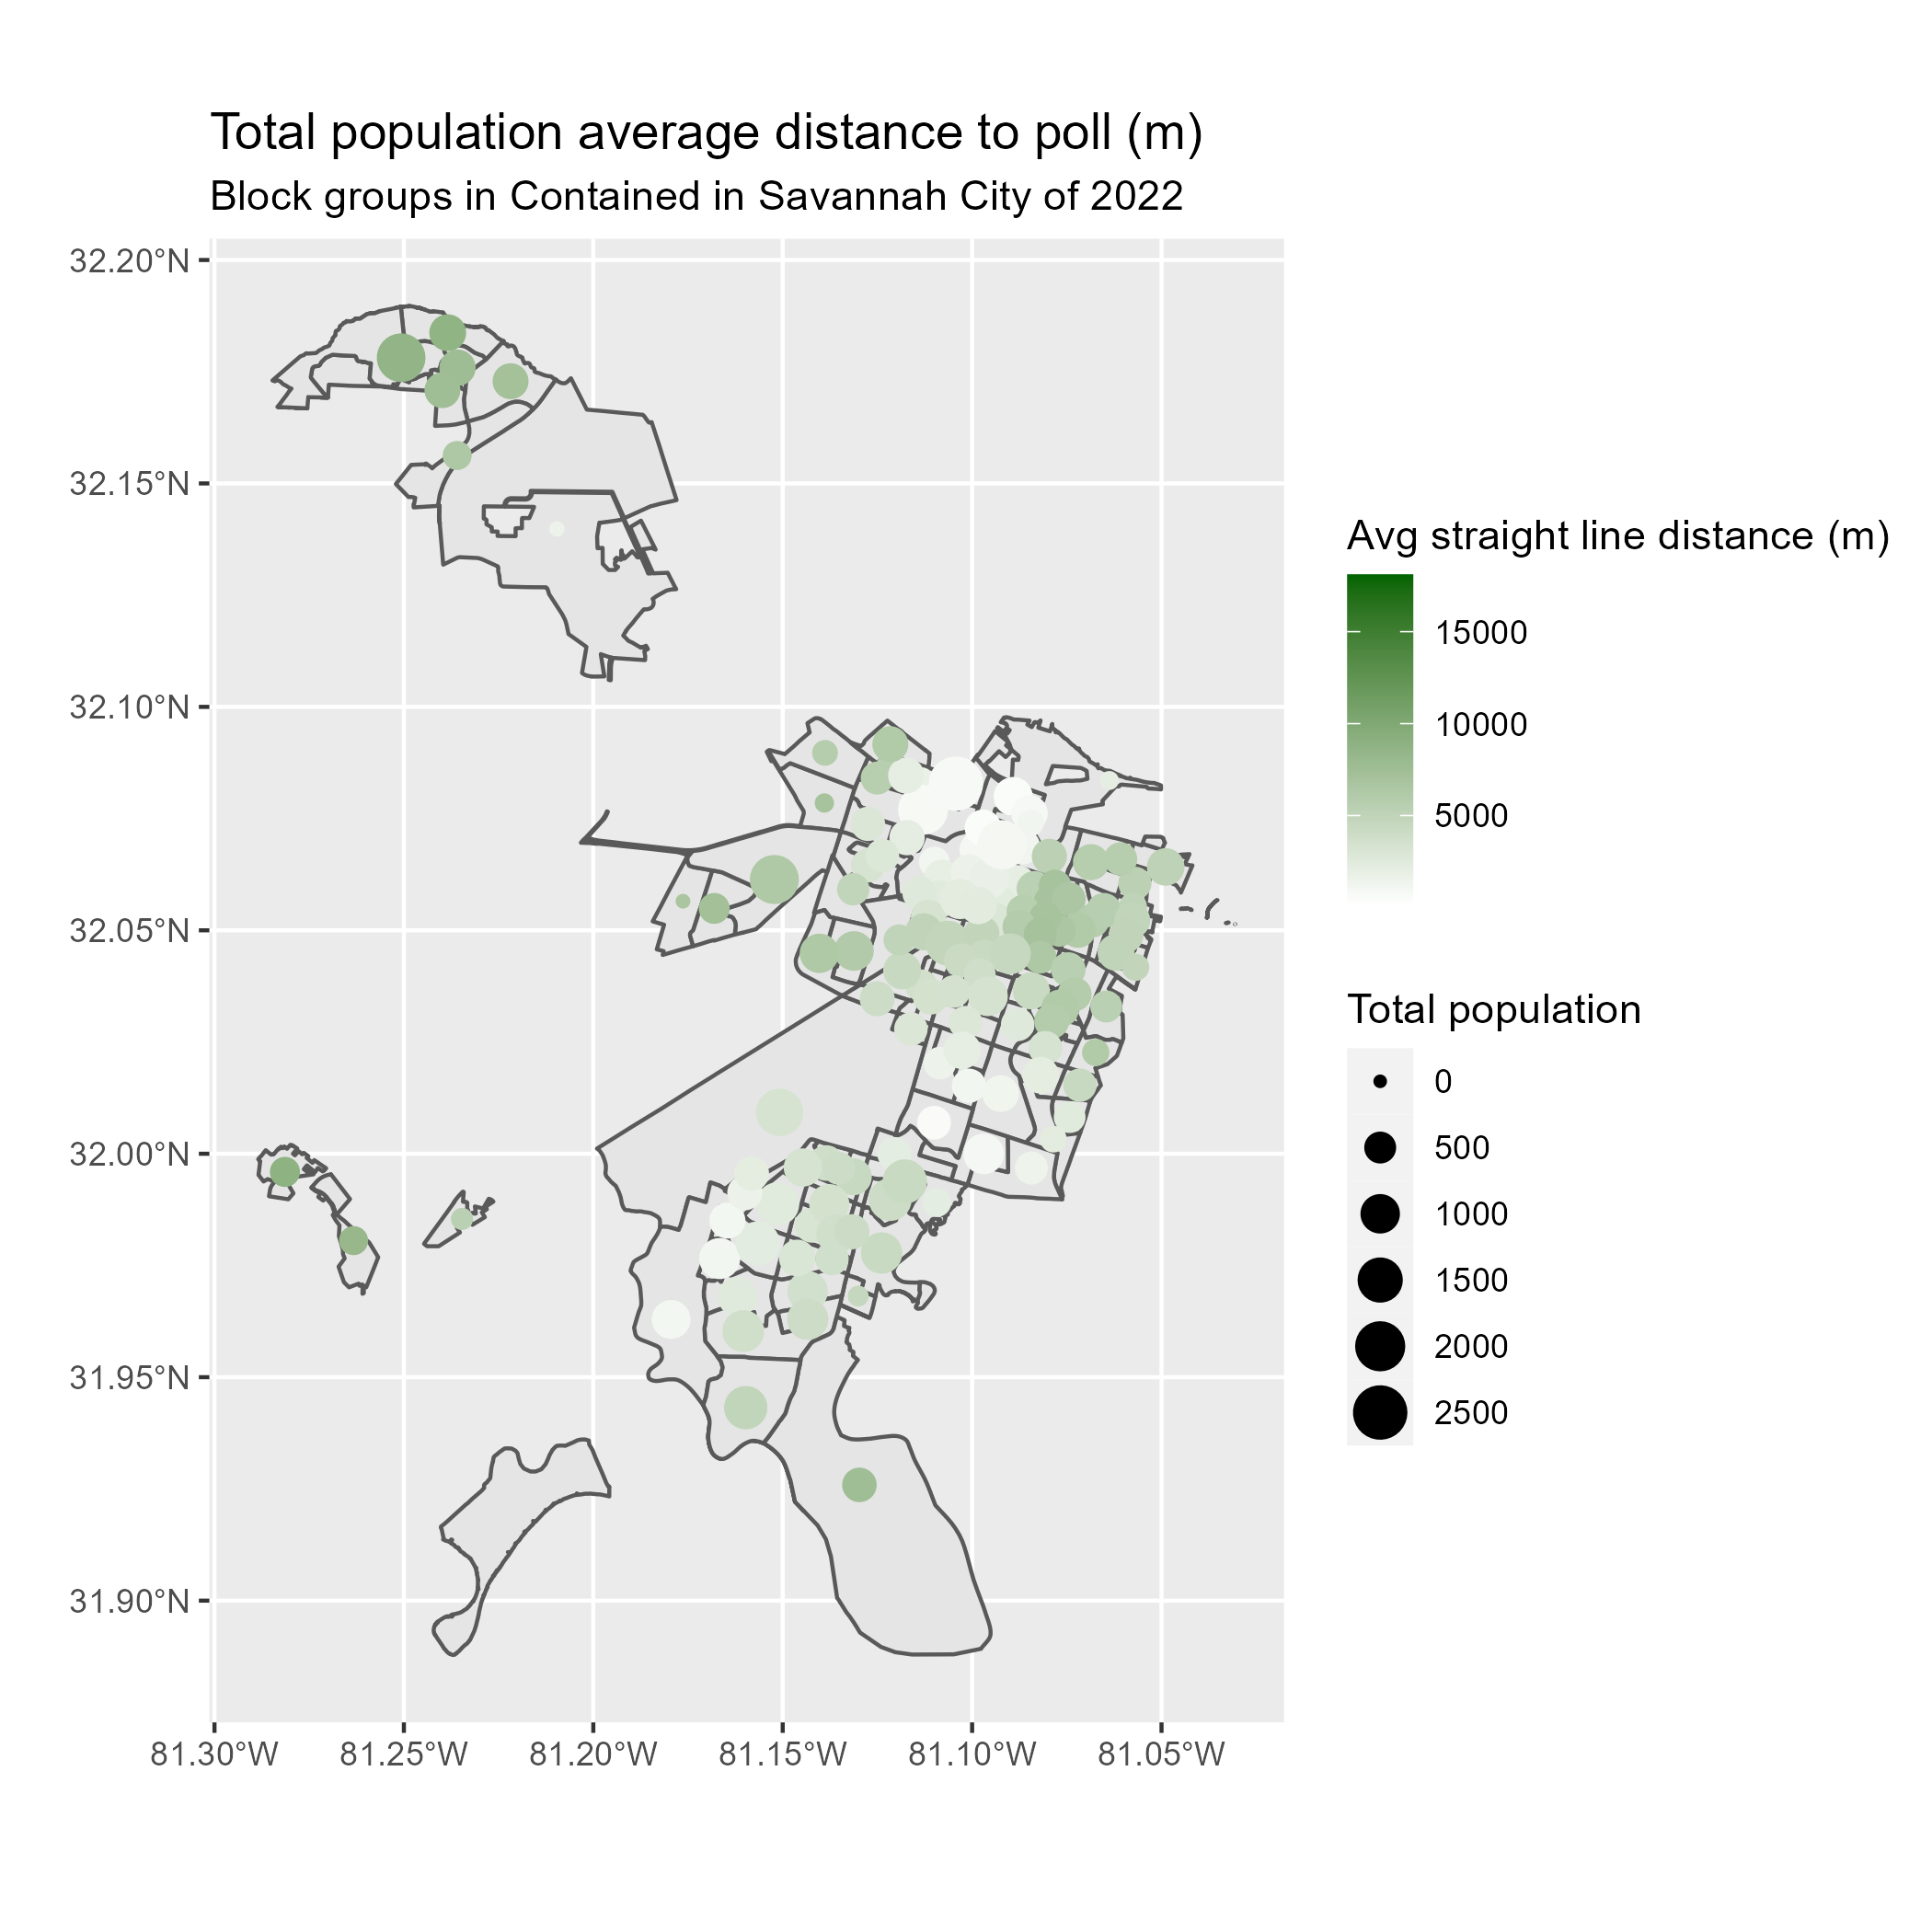 Total population average distance to poll (m)
Block groups in Contained in Savannah City of 2022
32.20°N
32.15°N
32.10°N
32.05°N
32.00°N
31.95°N
31.90°N
81.30°W
81.25°W
81.20°W
81.15°W
81.10°W
81.05°W
Avg straight line distance (m)
15000
10000
5000
Total population
0
500
1000
1500
2000
2500